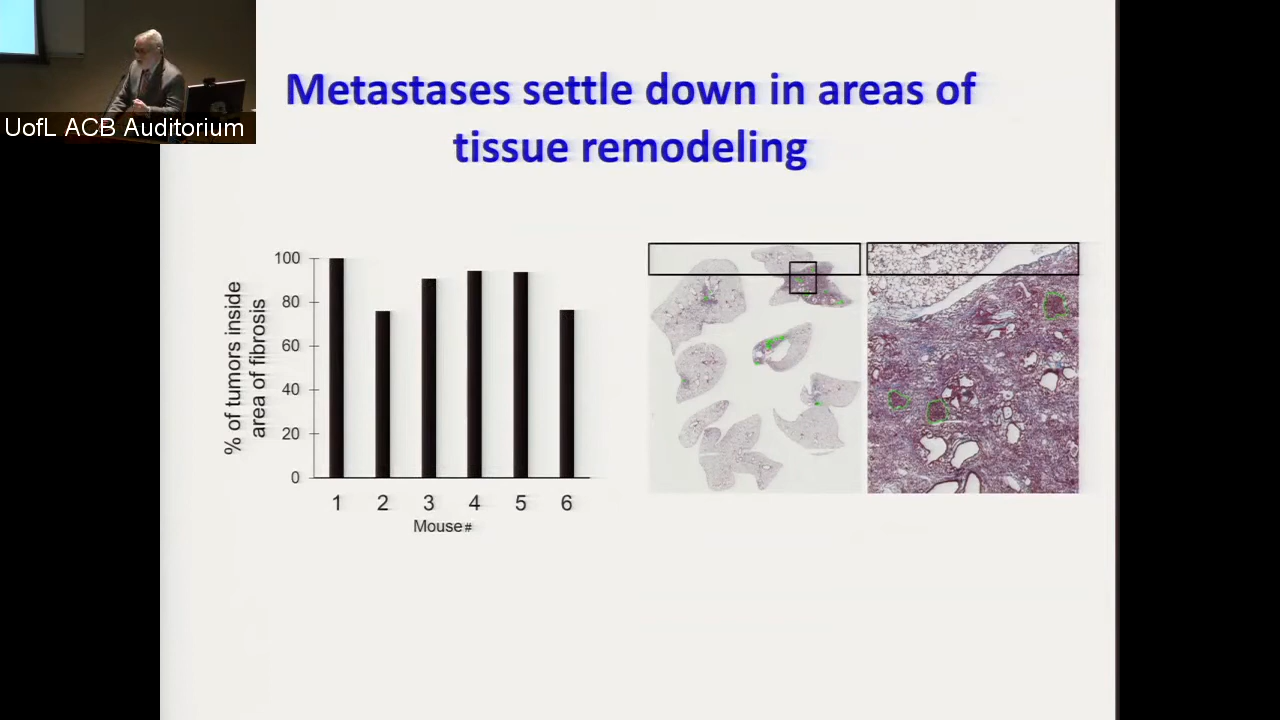 UofL ACB Auditorium
Metastases settle down in areas of
tissue remodeling
% of tumors inside
area of fibrosis
100
80
60
40
20
0
1 2 3 4 5 6
Mouse#